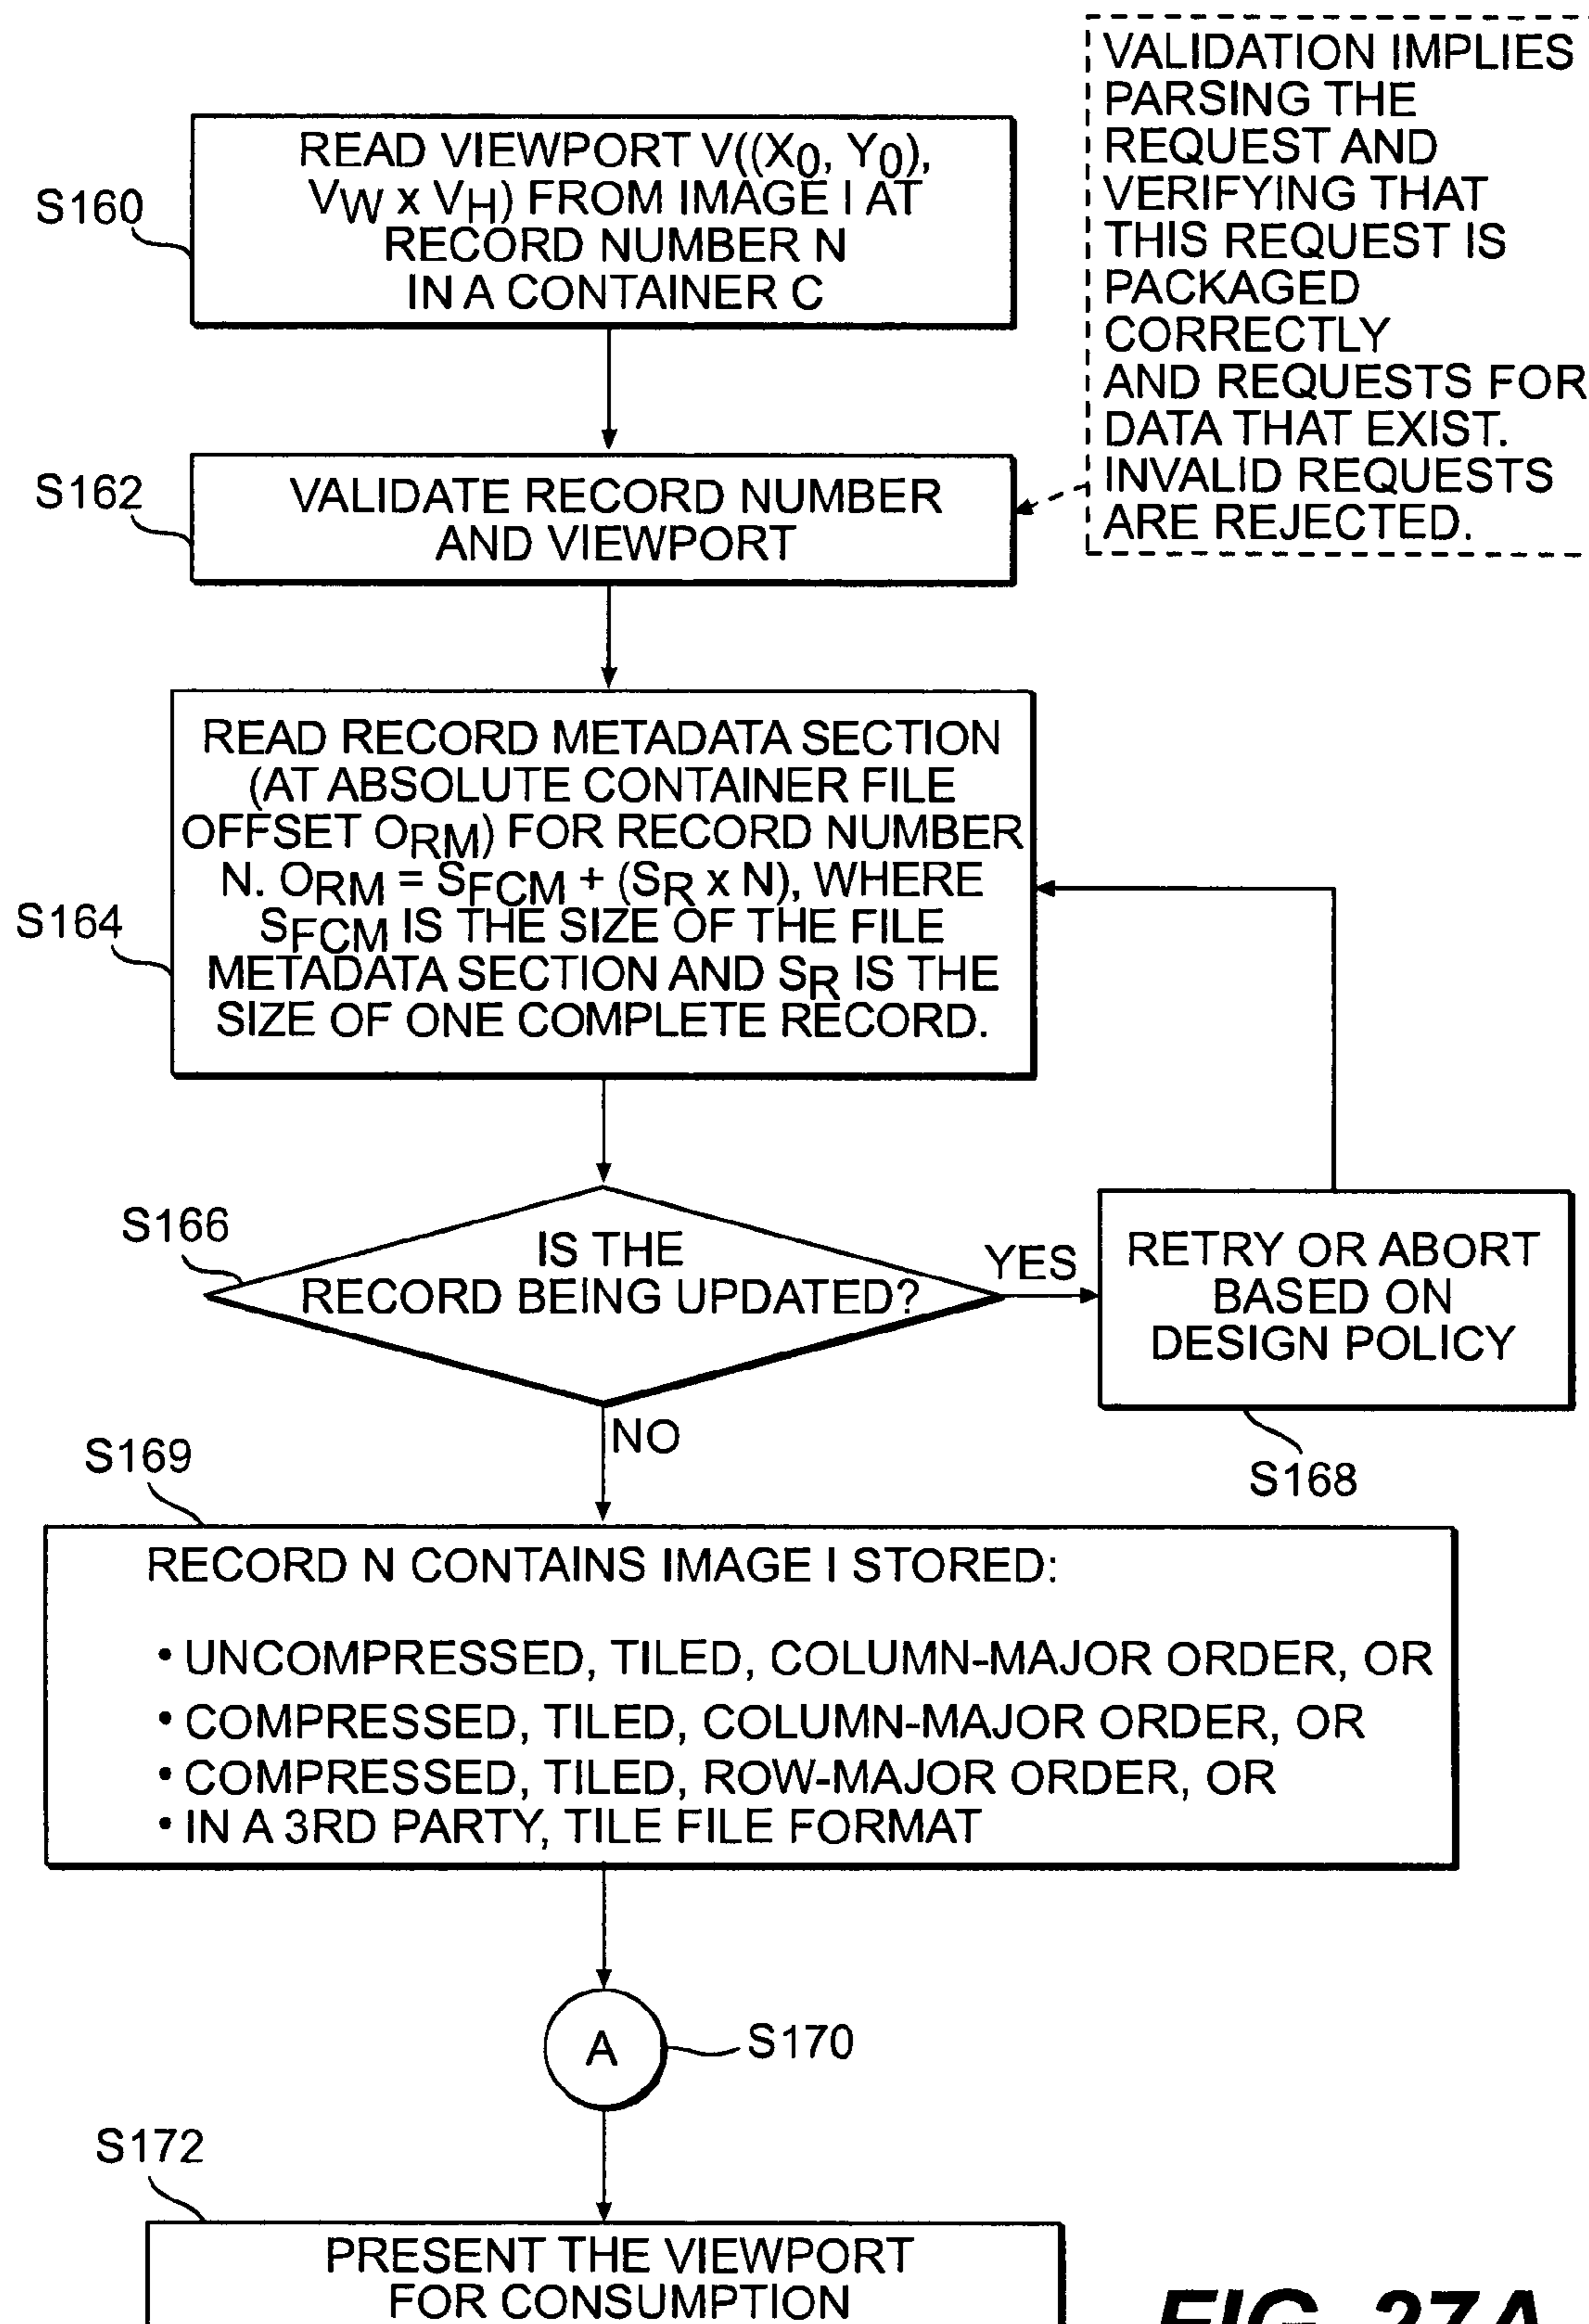 VALIDATION IMPLIES
PARSING THE
REQUEST AND
VERIFYING THAT
THIS REQUEST IS
PACKAGED
CORRECTLY
AND REQUESTS FOR
DATA THAT EXIST.
INVALID REQUESTS
ARE REJECTED.
S160
READ VIEWPORT V((X0, Y0),
VW x VH) FROM IMAGE I AT
RECORD NUMBER N
IN A CONTAINER C
S162
VALIDATE RECORD NUMBER
AND VIEWPORT
S164
READ RECORD METADATA SECTION
(AT ABSOLUTE CONTAINER FILE
OFFSET ORM) FOR RECORD NUMBER
N. ORM = SFCM + (SR x N), WHERE
SFCM IS THE SIZE OF THE FILE
METADATA SECTION AND SR IS THE
SIZE OF ONE COMPLETE RECORD.
S166
IS THE
RECORD BEING UPDATED?
YES
RETRY OR ABORT
BASED ON
DESIGN POLICY
S168
NO
S169
RECORD N CONTAINS IMAGE I STORED:
• UNCOMPRESSED, TILED, COLUMN-MAJOR ORDER, OR
• COMPRESSED, TILED, COLUMN-MAJOR ORDER, OR
• COMPRESSED, TILED, ROW-MAJOR ORDER, OR
• IN A 3RD PARTY, TILE FILE FORMAT
A
S170
S172
PRESENT THE VIEWPORT
FOR CONSUMPTION
FIG. 27A